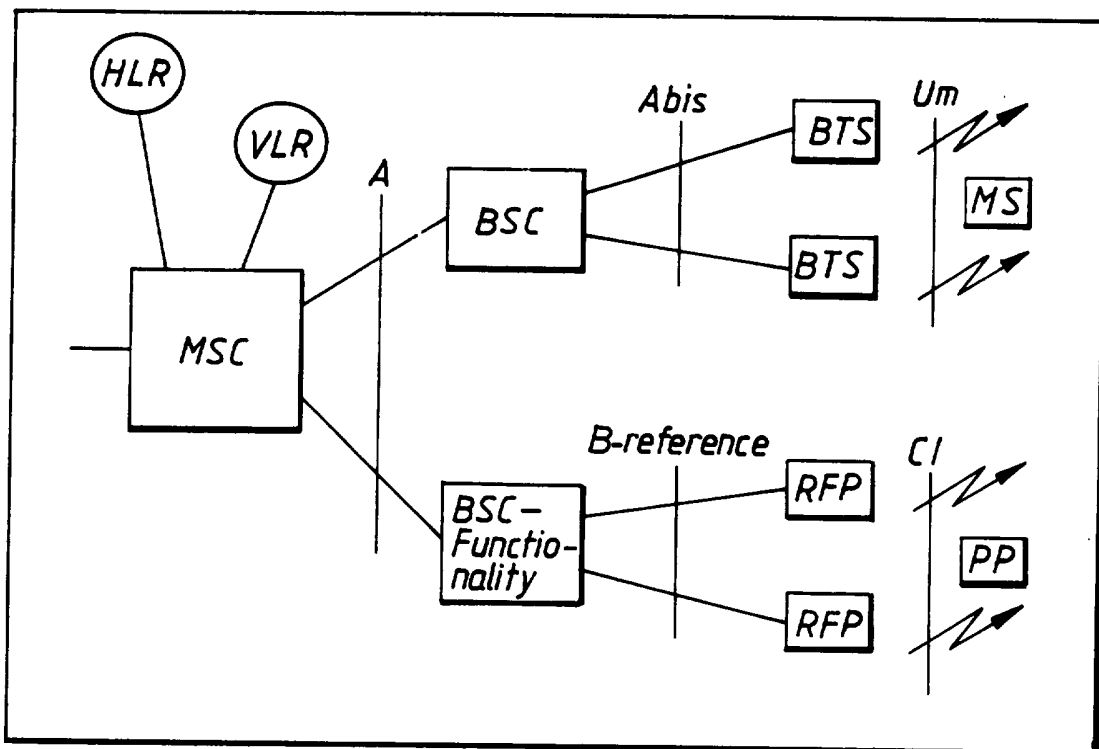 HLR
VLR
A
Abis
Um
BTS
BSC
MS
BTS
MSC
B-reference
CI
RFP
BSC-
Functio-
nality
PP
RFP